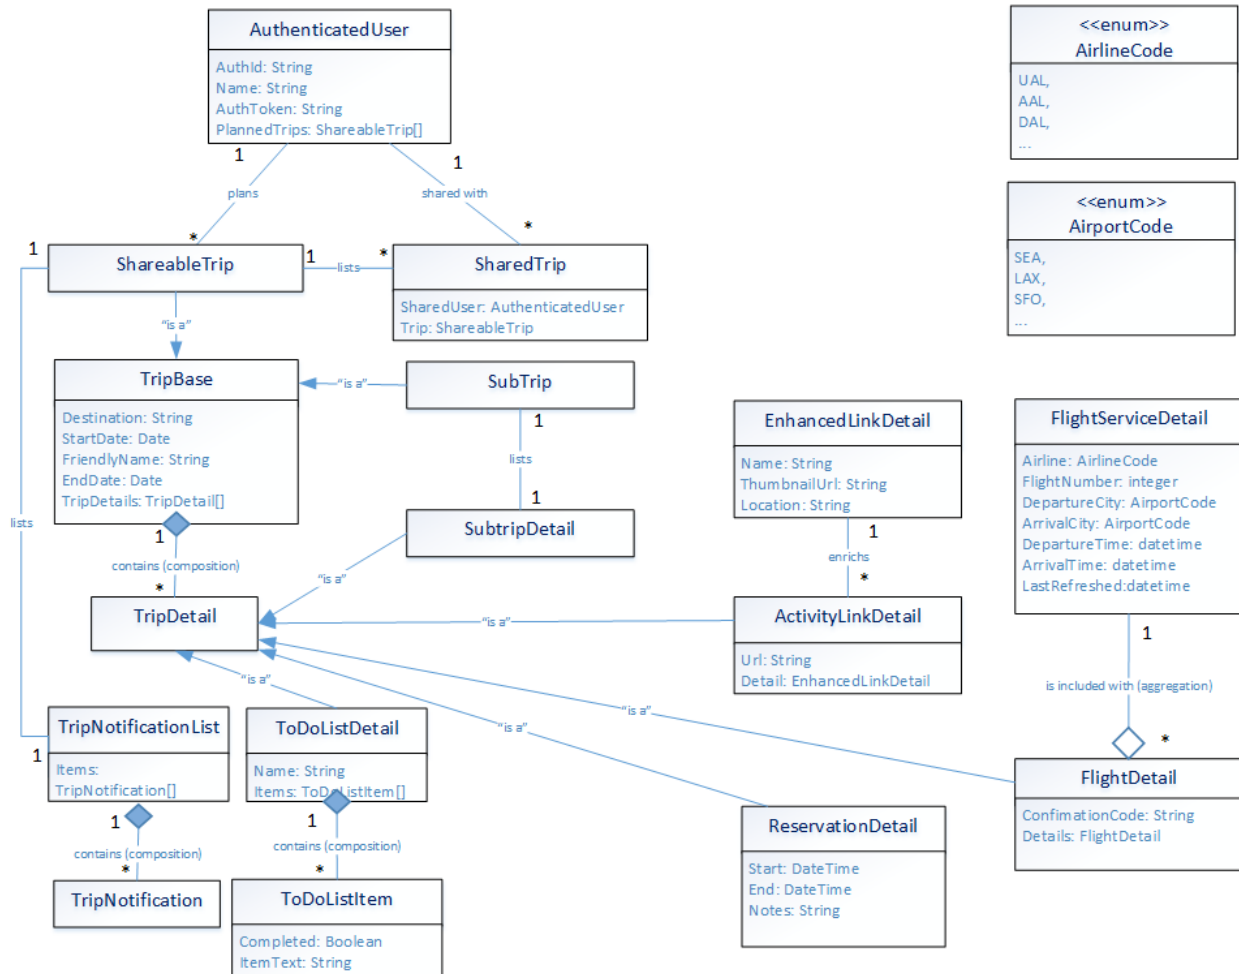 AuthenticatedUser
AuthId: String
Name: String
AuthToken: String
PlannedTrips: ShareableTrip[]
<<enum>>
AirlineCode
UAL,
AAL,
DAL,
...
1
1
plans
shared with
*
*
<<enum>>
AirportCode
SEA,
LAX,
SFO,
...
1
ShareableTrip
1
lists
*
SharedTrip
SharedUser: AuthenticatedUser
Trip: ShareableTrip
"is a"
TripBase
Destination: String
StartDate: Date
FriendlyName: String
EndDate: Date
TripDetails: TripDetail[]
"is a"
SubTrip
1
lists
1
SubtripDetail
EnhancedLinkDetail
Name: String
ThumbnailUrl: String
Location: String
1
enrichs
*
FlightServiceDetail
Airline: AirlineCode
FlightNumber: integer
DepartureCity: AirportCode
ArrivalCity: AirportCode
DepartureTime: datetime
ArrivalTime: datetime
LastRefreshed:datetime
lists
1
contains (composition)
*
"is a"
TripDetail
"is a"
ActivityLinkDetail
Url: String
Detail: EnhancedLinkDetail
1
is included with (aggregation)
*
"is a"
"is a"
"is a"
TripNotificationList
1
Items:
TripNotification[]
ToDoListDetail
Name: String
Items: ToDoListItem[]
FlightDetail
ConfimationCode: String
Details: FlightDetail
1
contains (composition)
*
TripNotification
1
contains (composition)
*
ToDoListItem
Completed: Boolean
ItemText: String
ReservationDetail
Start: DateTime
End: DateTime
Notes: String